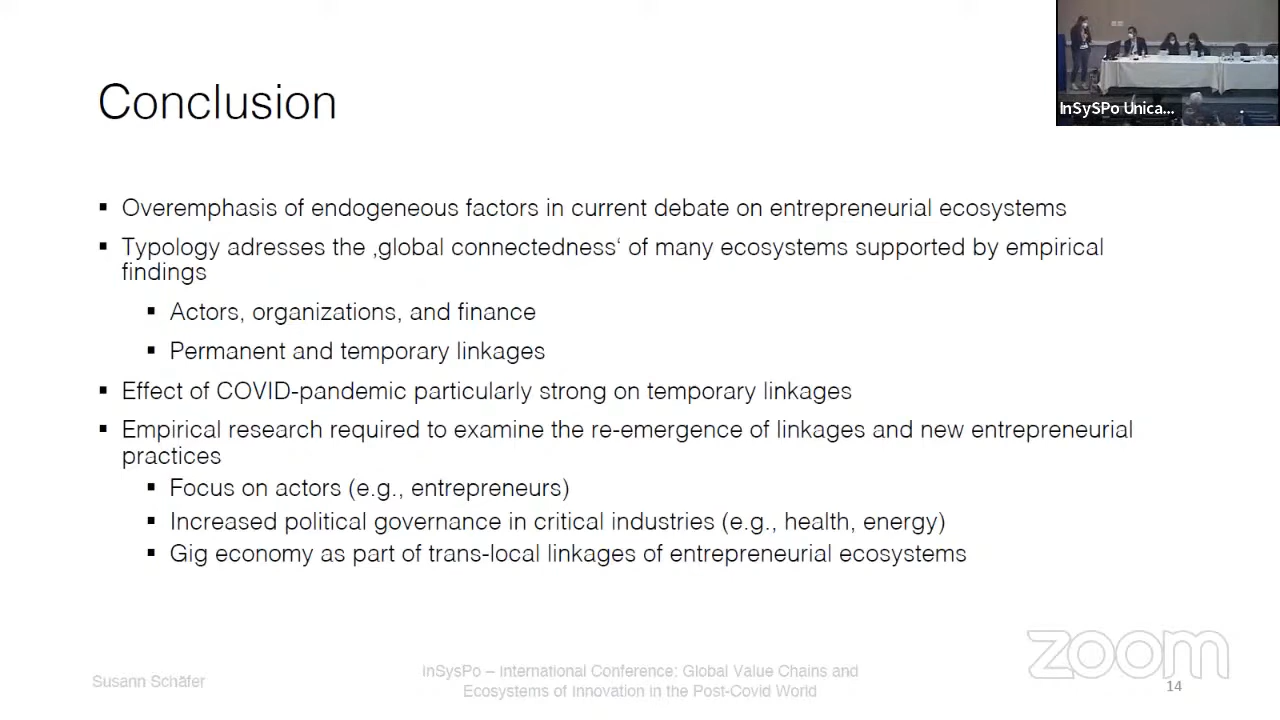 InSySPo Unica...
Conclusion
▪ Overemphasis of endogeneous factors in current debate on entrepreneurial ecosystems
▪ Typology adresses the ‚global connectedness‘ of many ecosystems supported by empirical
findings
▪ Actors, organizations, and finance
▪ Permanent and temporary linkages
▪ Effect of COVID-pandemic particularly strong on temporary linkages
▪ Empirical research required to examine the re-emergence of linkages and new entrepreneurial
practices
▪ Focus on actors (e.g., entrepreneurs)
▪ Increased political governance in critical industries (e.g., health, energy)
▪ Gig economy as part of trans-local linkages of entrepreneurial ecosystems
zoom
Susann Schäfer
InSysPo – International Conference: Global Value Chains and
Ecosystems of Innovation in the Post-Covid World
14